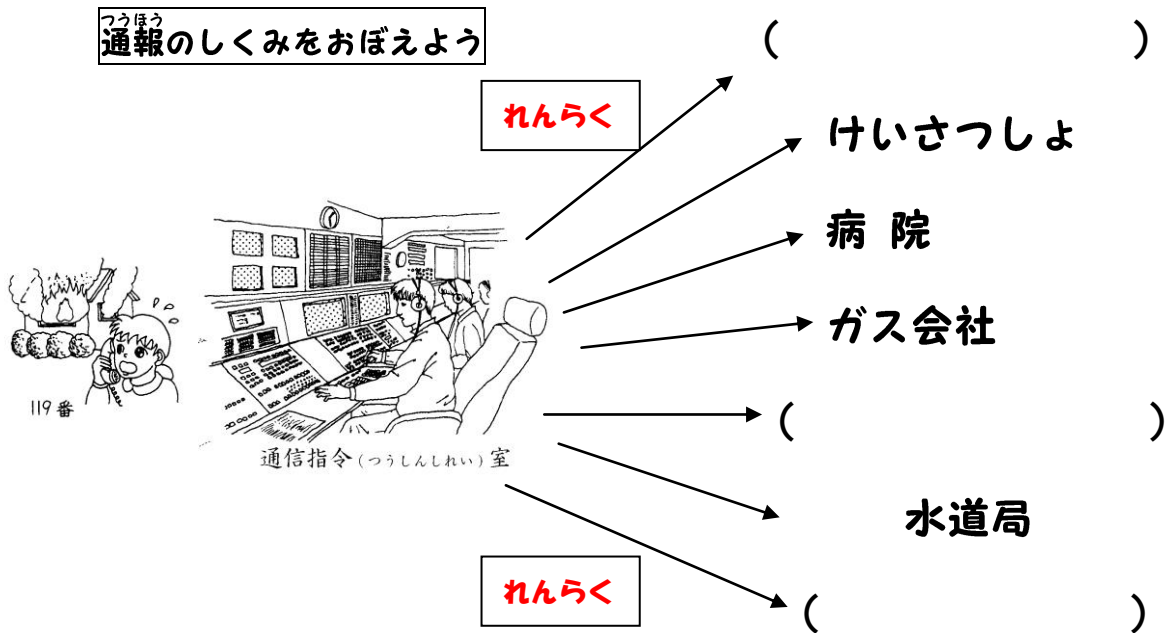 つうほう
通報のしくみをおぼえよう
(　　　　　　　　)
れんらく
けいさつしょ
病 院
ガス会社
119番
(　　　　　　　　)
通信指令(つうしんしれい)室
水道局
れんらく
(　　　　　　　　)